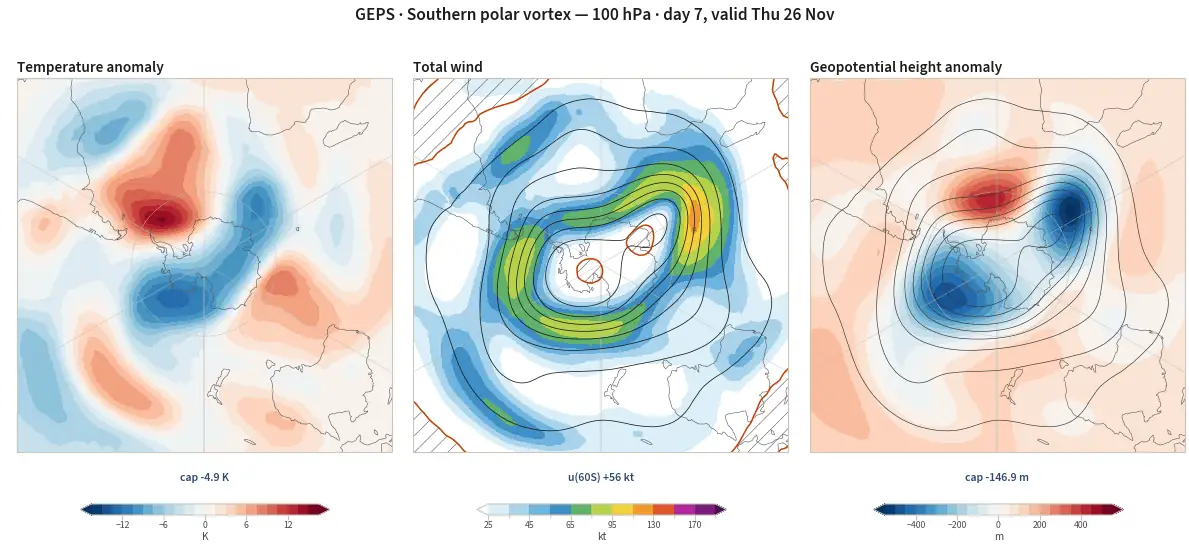 GEPS · Southern polar vortex — 100 hPa · day 7, valid Thu 26 Nov
Temperature anomaly
Total wind
Geopotential height anomaly
cap -4.9 K
u(60S) +56 kt
cap -146.9 m
−12 −6 0 6 12
K
25 45 65 95 130 170
kt
−400 −200 0 200 400
m